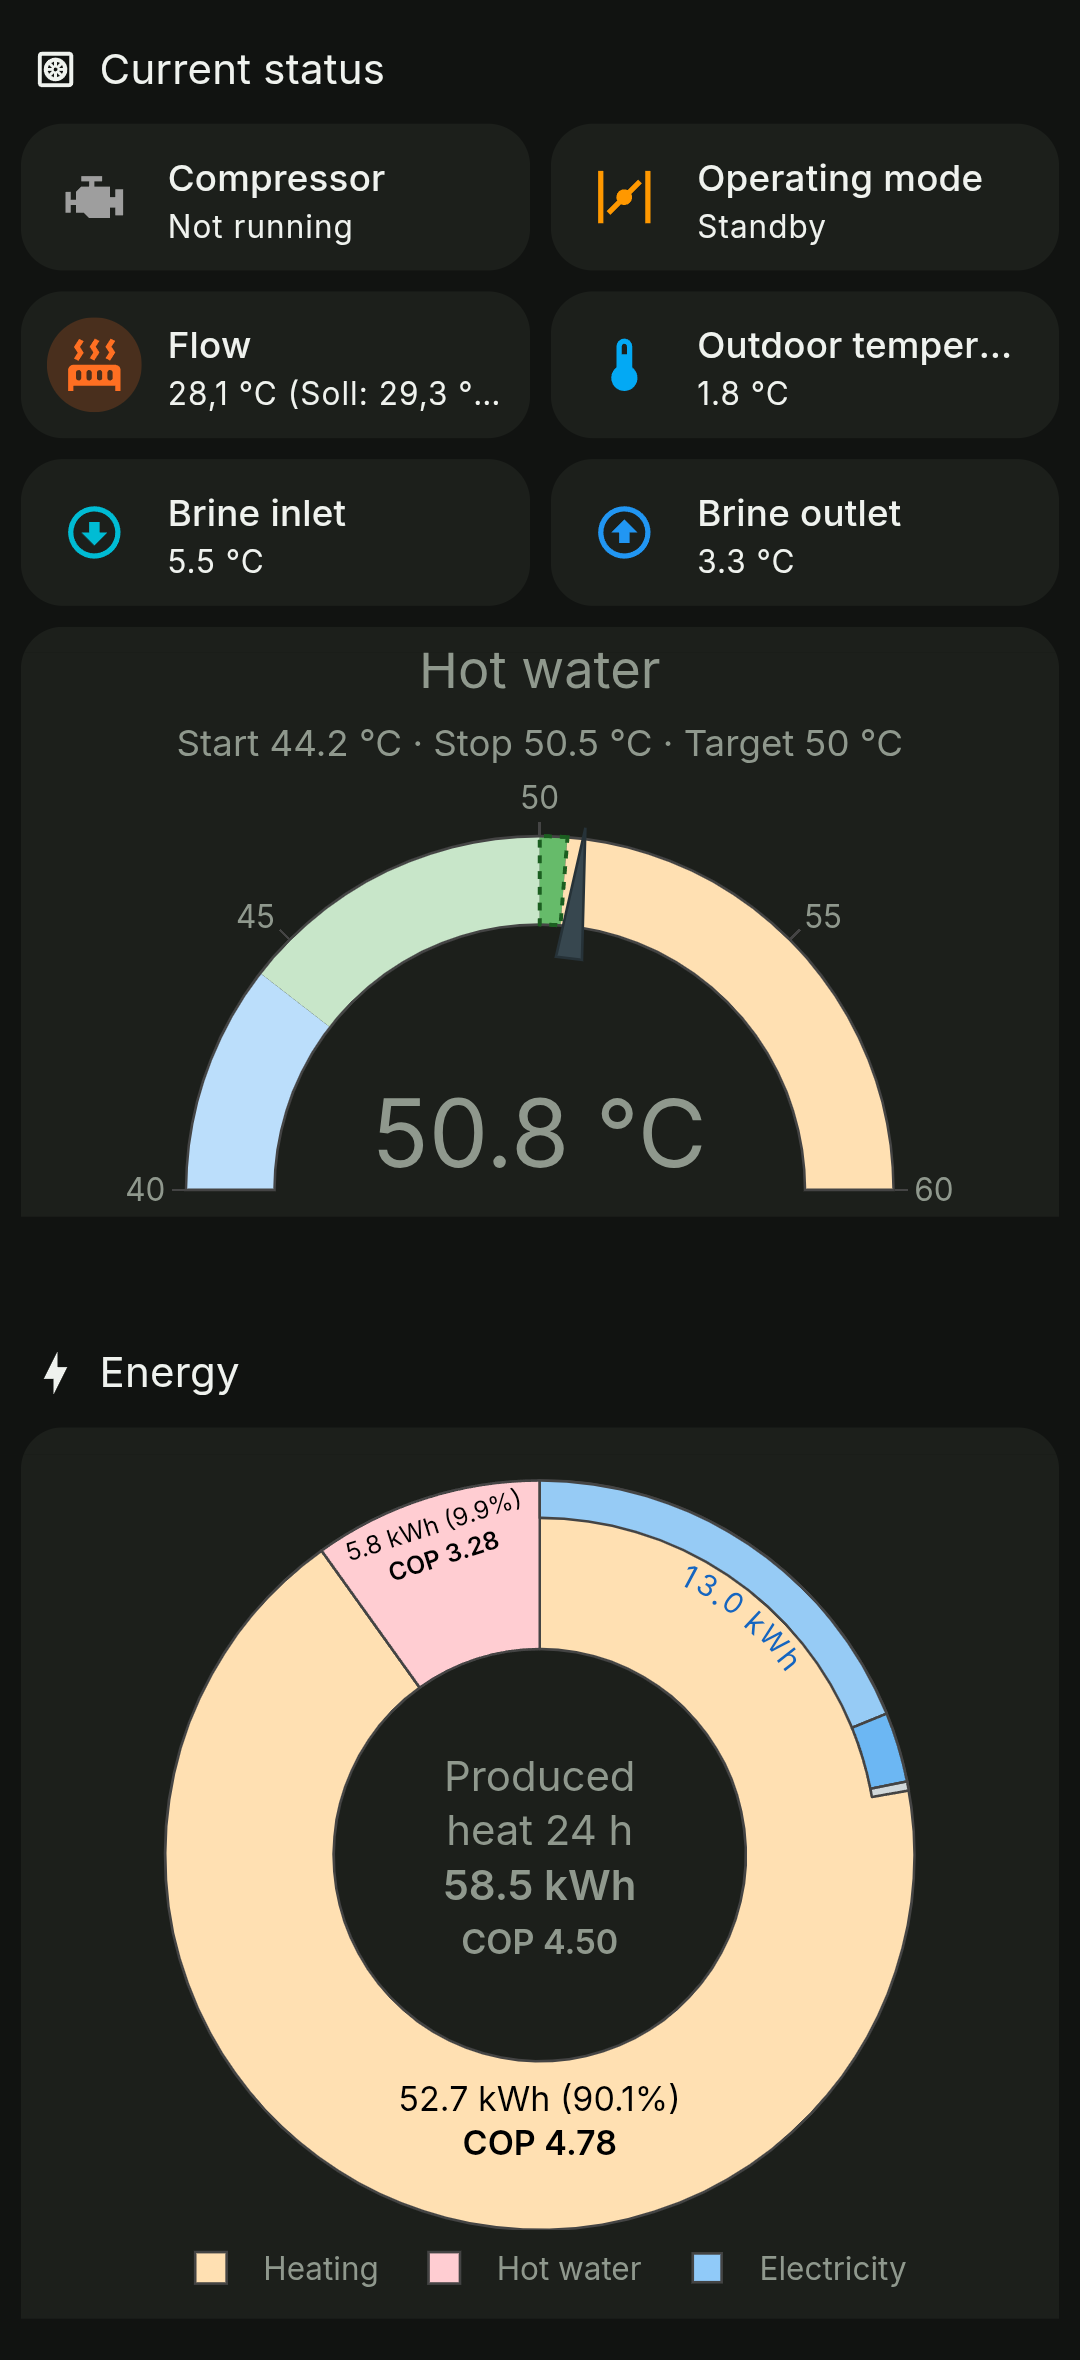 Current status
Compressor
Not running
Operating mode
Standby
Flow
28,1 °C (Soll: 29,3 °...
Outdoor temper...
1.8 °C
Brine inlet
5.5 °C
Brine outlet
3.3 °C
Hot water
Start 44.2 °C · Stop 50.5 °C · Target 50 °C
50
45
55
50.8 °C
40
60
Energy
5.8 kWh (9.9%)
COP 3.28
13.0 kWh
Produced
heat 24 h
58.5 kWh
COP 4.50
52.7 kWh (90.1%)
COP 4.78
Heating
Hot water
Electricity